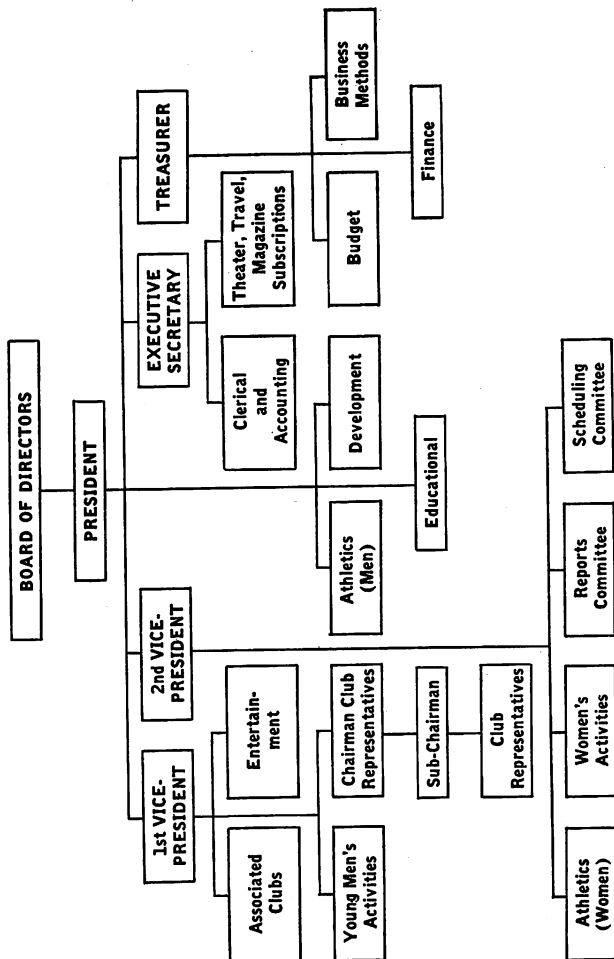 BOARD OF DIRECTORS
PRESIDENT
1st VICE-
PRESIDENT
2nd VICE-
PRESIDENT
EXECUTIVE
SECRETARY
TREASURER
Associated
Clubs
Entertain-
ment
Clerical
and
Accounting
Theater, Travel,
Magazine
Subscriptions
Young Men's
Activities
Chairman Club
Representatives
Athletics
(Men)
Development
Budget
Business
Methods
Sub-Chairman
Educational
Finance
Club
Representatives
Athletics
(Women)
Women's
Activities
Reports
Committee
Scheduling
Committee